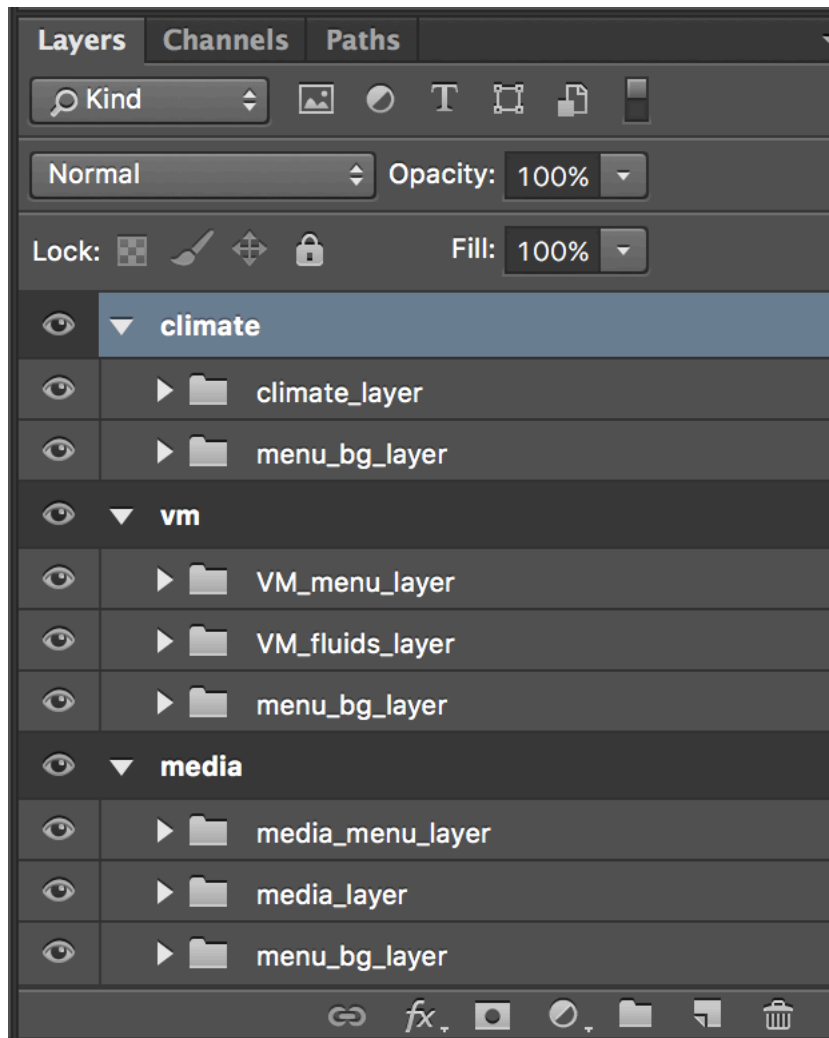 Layers Channels Paths
Kind T
Normal Opacity: 100%
Lock: Fill: 100%
climate
climate_layer
menu_bg_layer
vm
VM_menu_layer
VM_fluids_layer
menu_bg_layer
media
media_menu_layer
media_layer
menu_bg_layer
fx